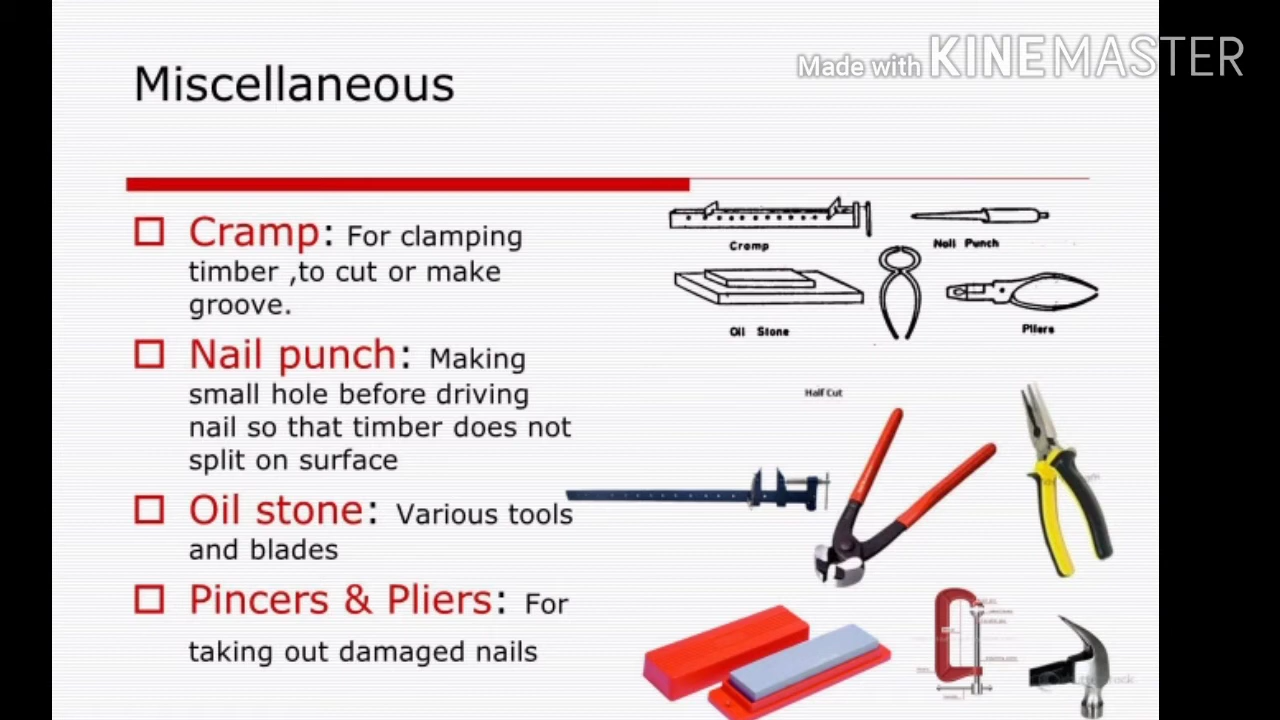 Made with KINEMASTER
Miscellaneous
Cramp: For clamping
timber ,to cut or make
groove.
Nail punch: Making
small hole before driving
nail so that timber does not
split on surface
Oil stone: Various tools
and blades
Pincers & Pliers: For
taking out damaged nails
Cramp
Nail Punch
Oil Stone
Pliers
Half Cut